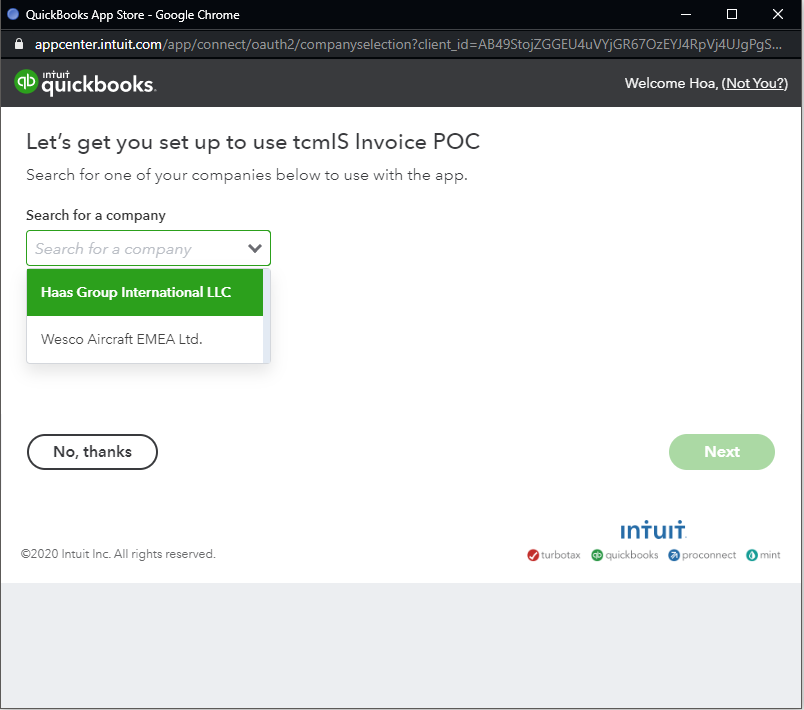 QuickBooks App Store - Google Chrome
appcenter.intuit.com/app/connect/oauth2/companyselection?client_id=AB49StojZGGEU4uVYjGR67OzEYJ4RpVj4UJgPgS...
qb intuit quickbooks.
Welcome Hoa, (Not You?)
Let's get you set up to use tcmIS Invoice POC
Search for one of your companies below to use with the app.
Search for a company
Search for a company
Haas Group International LLC
Wesco Aircraft EMEA Ltd.
No, thanks
Next
intuit.
©2020 Intuit Inc. All rights reserved.
turbotax quickbooks proconnect mint